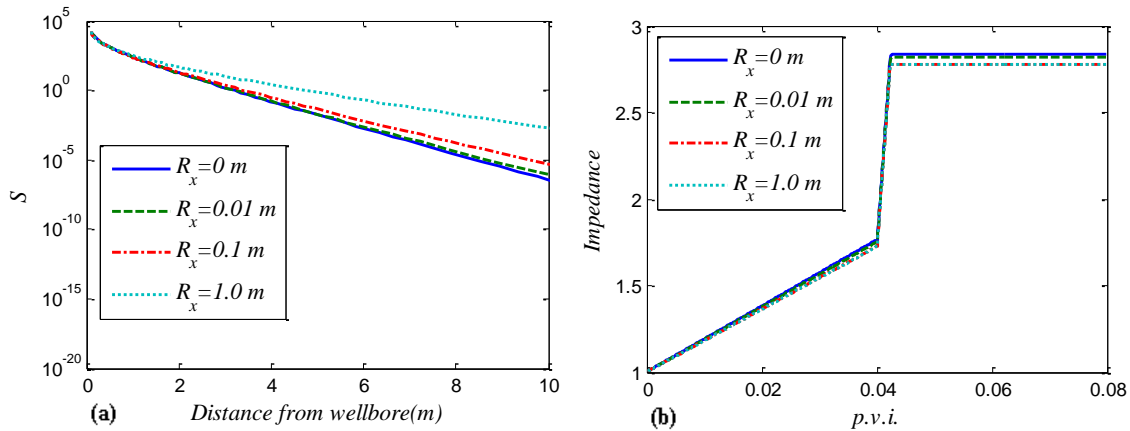 10^5
10^0
10^-5
10^-10
10^-15
10^-20
S
R_x=0 m
R_x=0.01 m
R_x=0.1 m
R_x=1.0 m
0 2 4 6 8 10
(a) Distance from wellbore(m)
3
2.5
2
1.5
1
Impedance
R_x=0 m
R_x=0.01 m
R_x=0.1 m
R_x=1.0 m
0 0.02 0.04 0.06 0.08
(b) p.v.i.